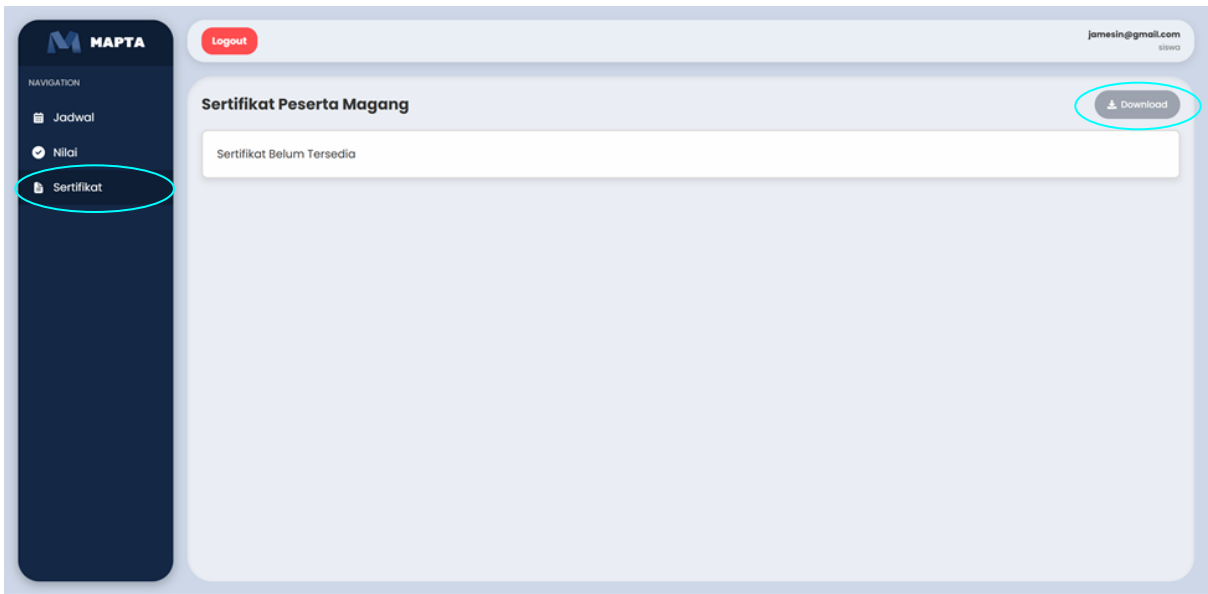 MAPTA
NAVIGATION
Jadwal
Nilai
Sertifikat
Logout
jamesin@gmail.com
siswa
Sertifikat Peserta Magang
Download
Sertifikat Belum Tersedia